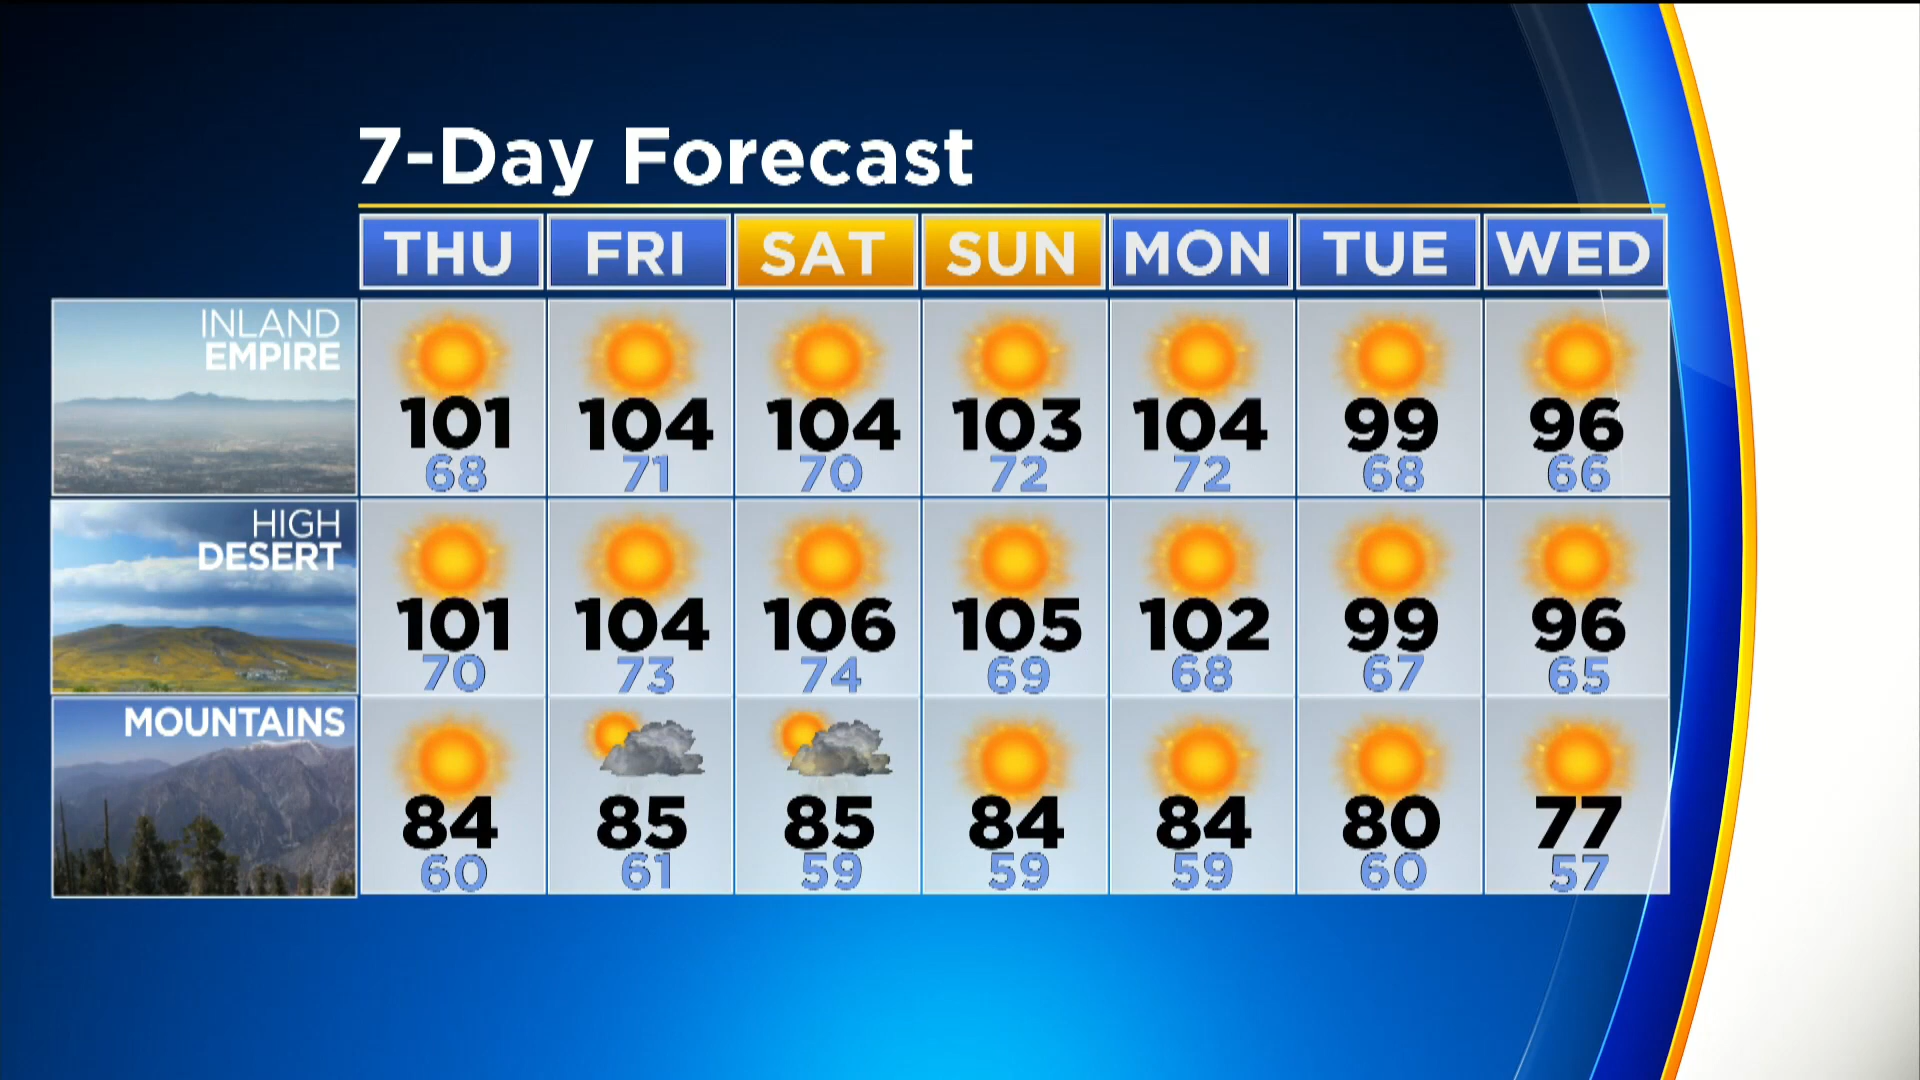 7-Day Forecast
THU FRI SAT SUN MON TUE WED
INLAND
EMPIRE
101 104 104 103 104 99 96
68 71 70 72 72 68 66
HIGH
DESERT
101 104 106 105 102 99 96
70 73 74 69 68 67 65
MOUNTAINS
84 85 85 84 84 80 77
60 61 59 59 59 60 57